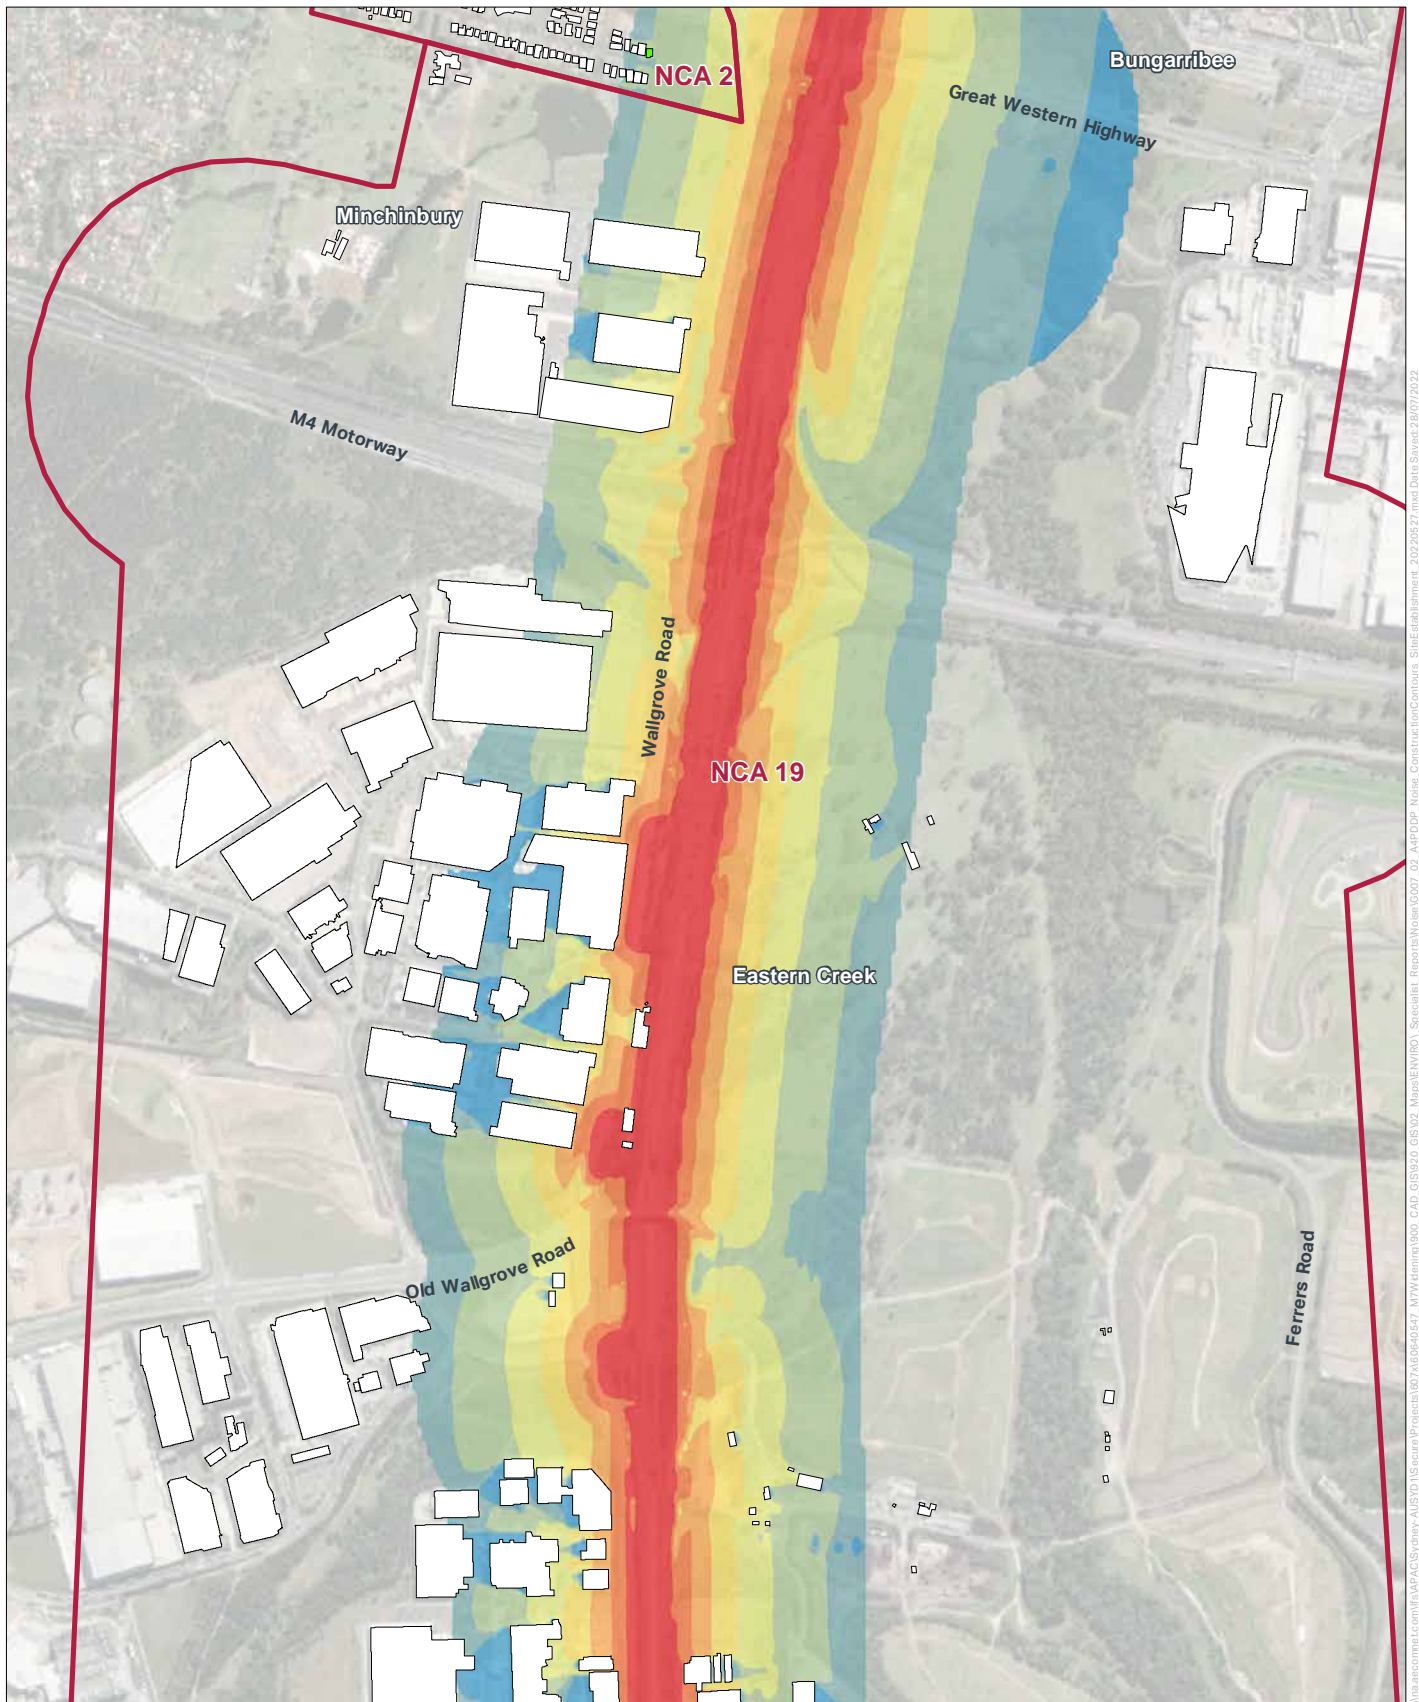 Bungarribee
NCA 2
Great Western Highway
Minchinbury
M4 Motorway
Wallgrove Road
NCA 19
Eastern Creek
Old Wallgrove Road
Ferrers Road